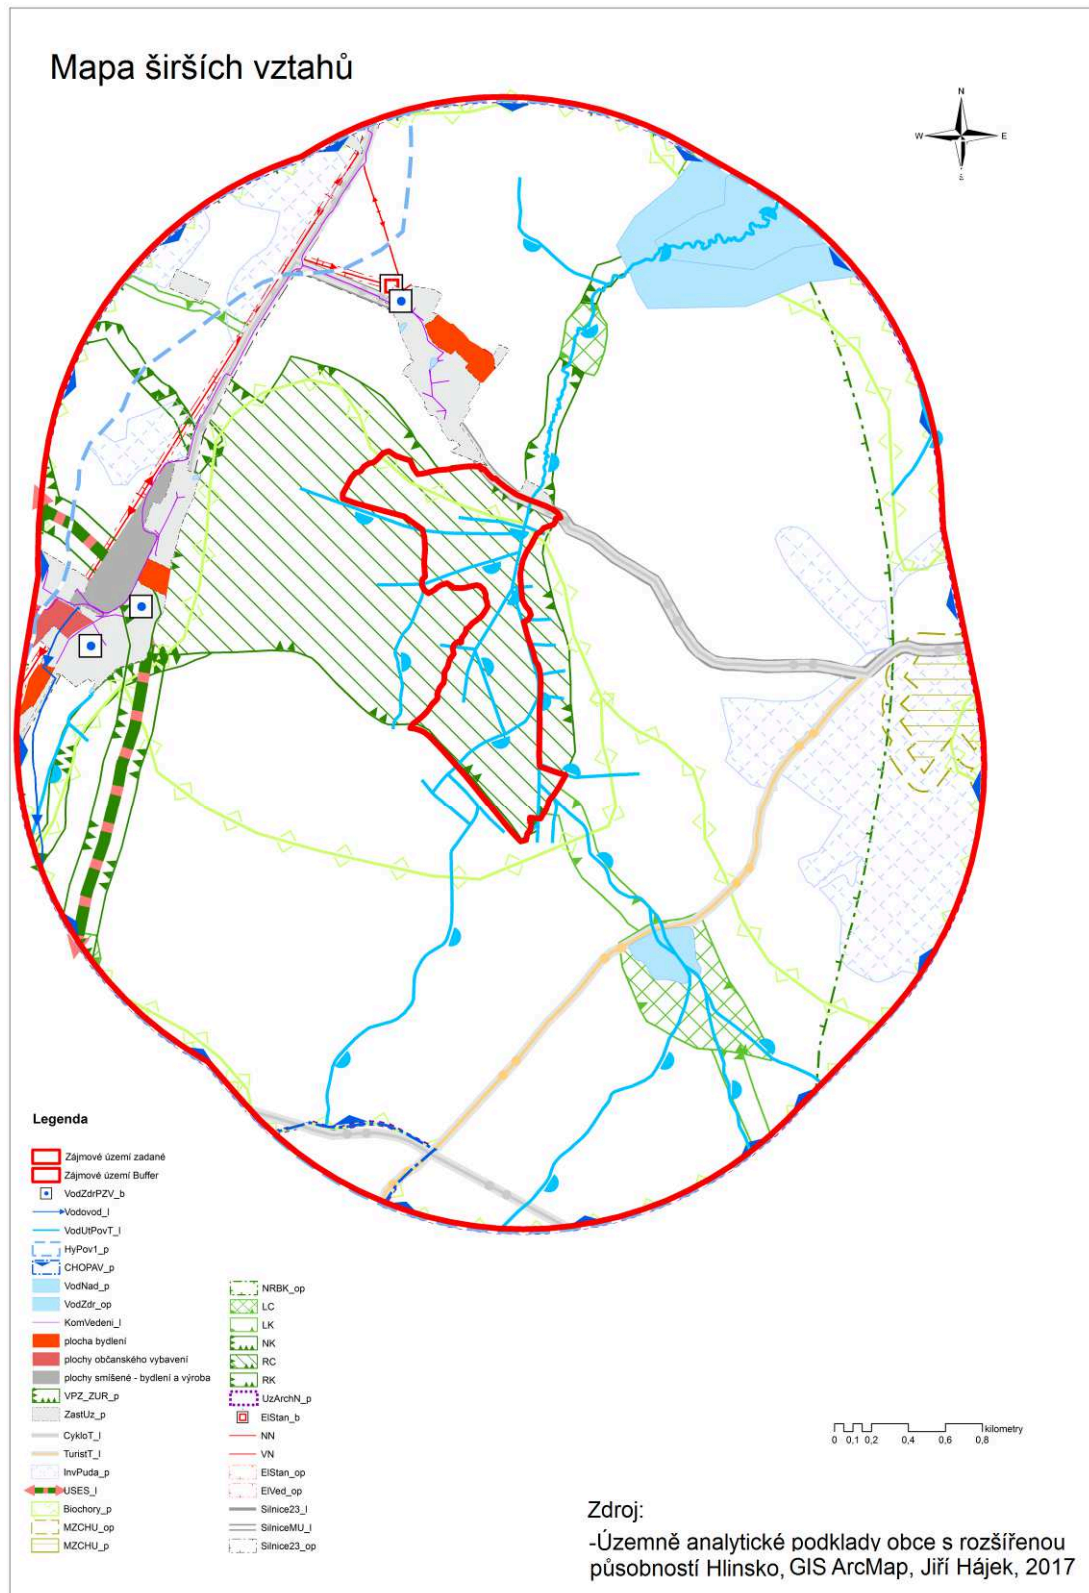 Mapa širších vztahů
N
W
E
Legenda
Zájmové území zadané
Zájmové území Buffer
VodZdrPZV_b
Vodovod_l
VodUtPovT_l
HyPov1_p
CHOPAV_p
VodNad_p
VodZdr_op
KomVedeni_l
plocha bydlení
plochy občanského vybavení
plochy smíšené - bydlení a výroba
VPZ_ZUR_p
ZastUz_p
CykloT_l
TuristT_l
InvPuda_p
USES_l
Biochory_p
MZCHU_op
MZCHU_p
NRBK_op
LC
LK
NK
RC
RK
UzArchN_p
ElStan_b
NN
VN
ElStan_op
ElVed_op
Silnice23_l
SilniceMU_l
Silnice23_op
kilometry
0 0,1 0,2 0,4 0,6 0,8
Zdroj:
-Územně analytické podklady obce s rozšířenou
působností Hlinsko, GIS ArcMap, Jiří Hájek, 2017